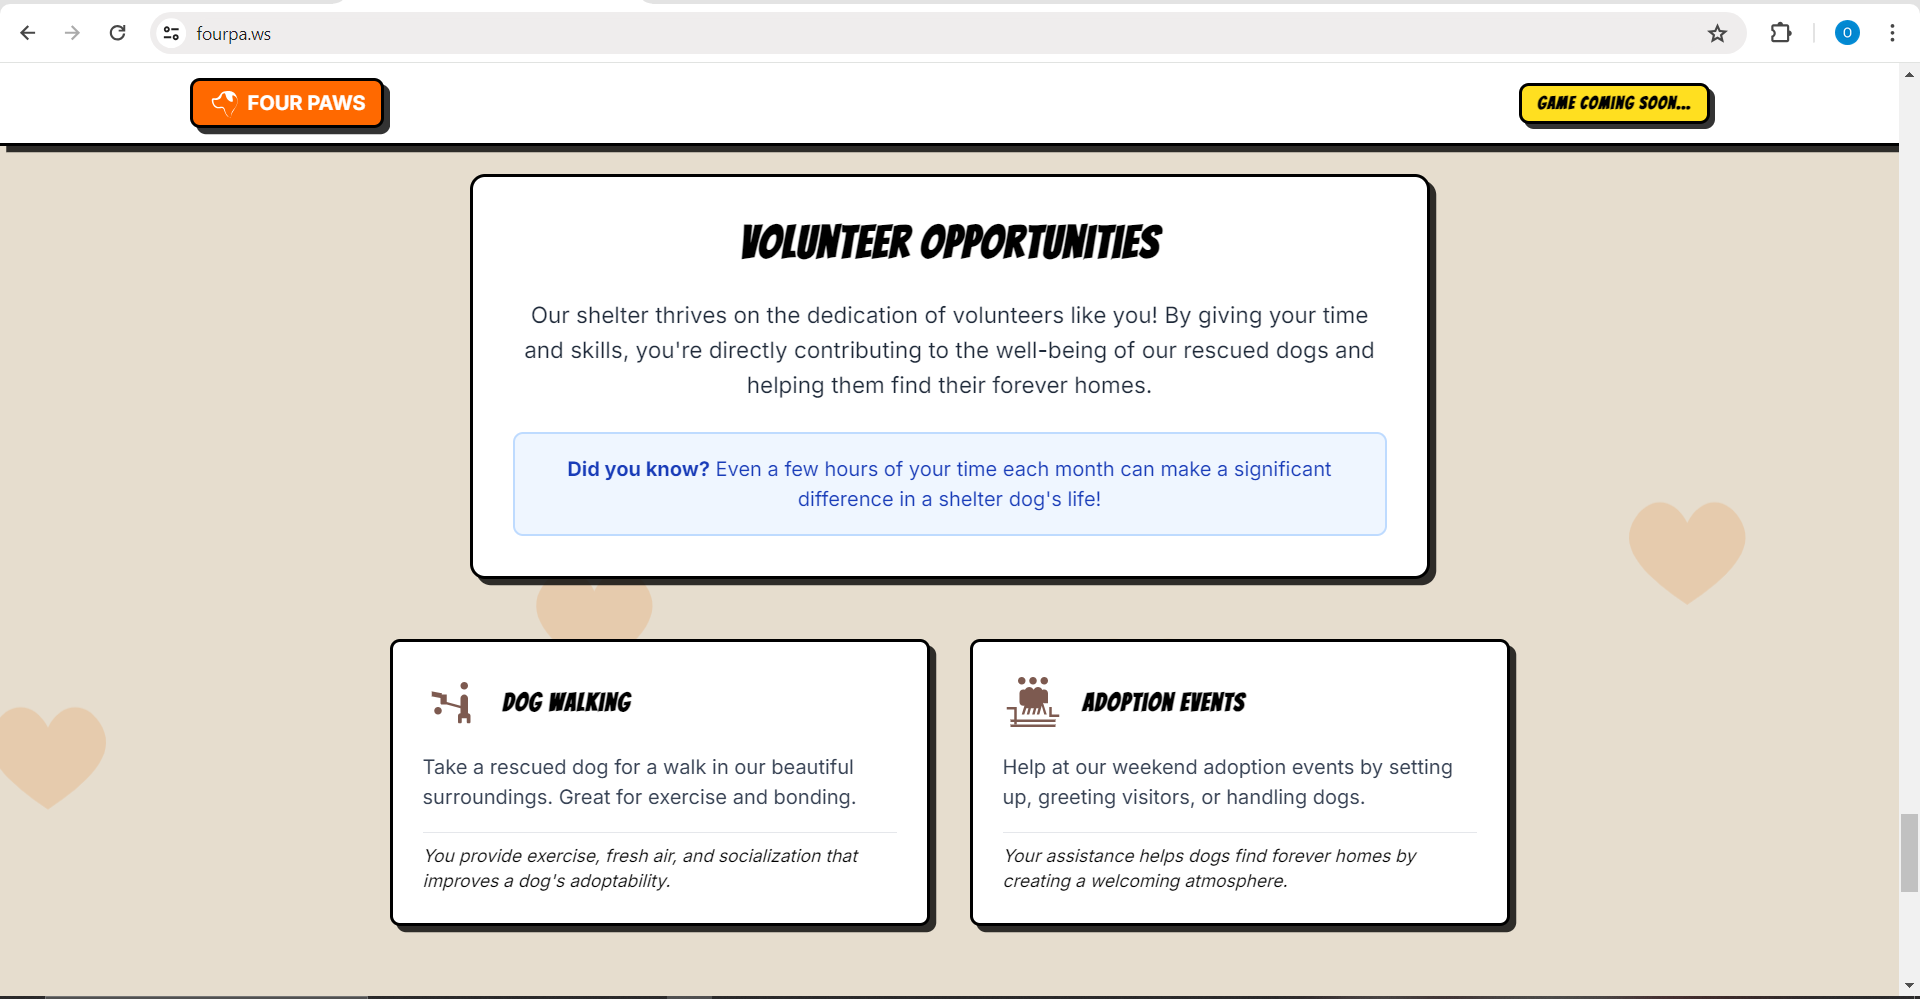 fourpa.ws
O
FOUR PAWS
GAME COMING SOON...
VOLUNTEER OPPORTUNITIES
Our shelter thrives on the dedication of volunteers like you! By giving your time
and skills, you're directly contributing to the well-being of our rescued dogs and
helping them find their forever homes.
Did you know? Even a few hours of your time each month can make a significant
difference in a shelter dog's life!
DOG WALKING
Take a rescued dog for a walk in our beautiful
surroundings. Great for exercise and bonding.
You provide exercise, fresh air, and socialization that
improves a dog's adoptability.
ADOPTION EVENTS
Help at our weekend adoption events by setting
up, greeting visitors, or handling dogs.
Your assistance helps dogs find forever homes by
creating a welcoming atmosphere.